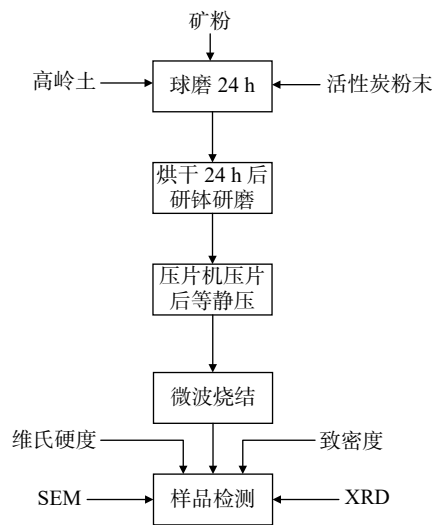 矿粉
高岭土
球磨 24 h
活性炭粉末
烘干 24 h 后
研钵研磨
压片机压片
后等静压
微波烧结
维氏硬度
致密度
SEM
样品检测
XRD